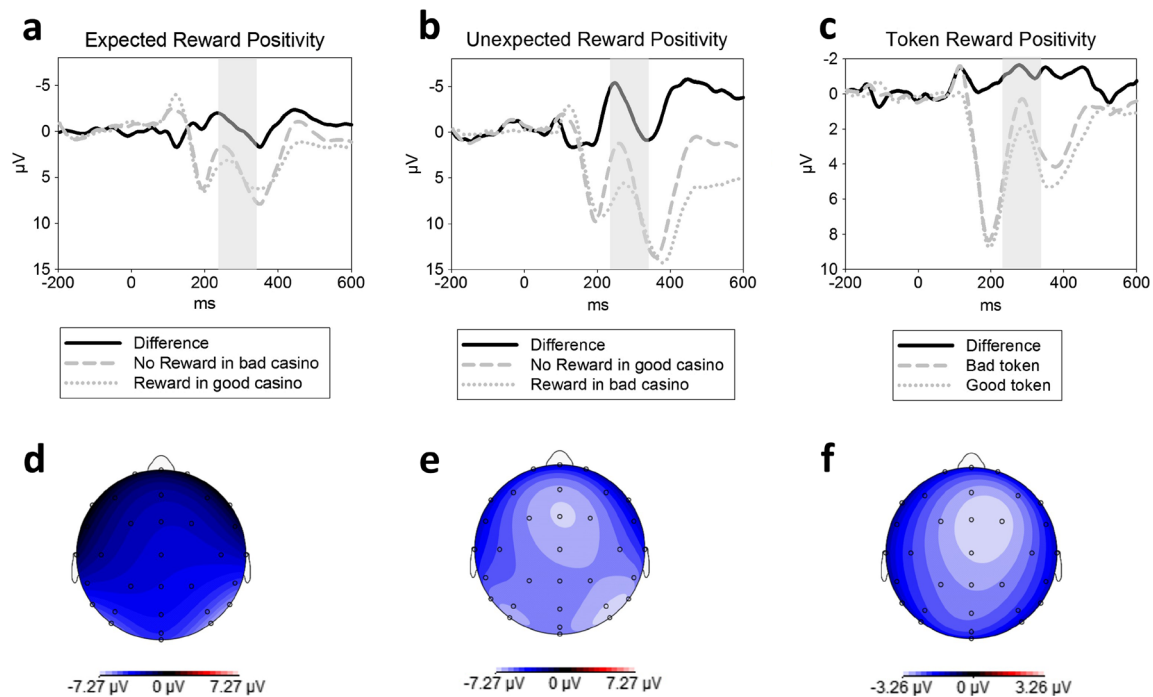 a
Expected Reward Positivity
-5
0
5
10
15
μV
-200 0 200 400 600
ms
Difference
No Reward in bad casino
Reward in good casino
b
Unexpected Reward Positivity
-5
0
5
10
15
μV
-200 0 200 400 600
ms
Difference
No Reward in good casino
Reward in bad casino
c
Token Reward Positivity
-2
0
2
4
6
8
10
μV
-200 0 200 400 600
ms
Difference
Bad token
Good token
d
-7.27 μV 0 μV 7.27 μV
e
-7.27 μV 0 μV 7.27 μV
f
-3.26 μV 0 μV 3.26 μV